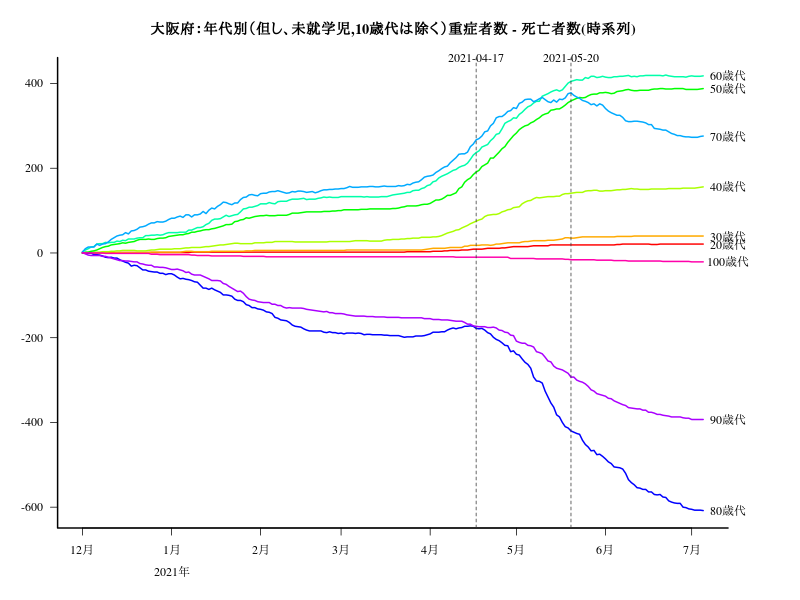 大阪府：年代別（但し、未就学児,10歳代は除く）重症者数 - 死亡者数(時系列)
2021-04-17 2021-05-20
400
200
0
-200
-400
-600
60歳代
50歳代
70歳代
40歳代
30歳代
20歳代
100歳代
90歳代
80歳代
12月 1月 2月 3月 4月 5月 6月 7月
2021年